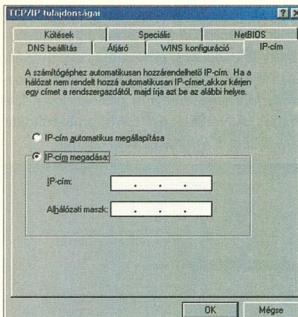 TCP/IP tulajdonságai
Kötések
Speciális
NetBIOS
DNS beállítás
Átjáró
WINS konfiguráció
IP-cím
A számítógéphez automatikusan hozzárendelhető IP-cím. Ha a
hálózat nem rendelt hozzá automatikusan IP-címet,akkor kérjen
egy címet a rendszergazdától, majd írja azt be az alábbi helyre.
IP-cím automatikus megállapítása
IP-cím megadása:
IP-cím:
Alhálózati maszk:
OK
Mégse